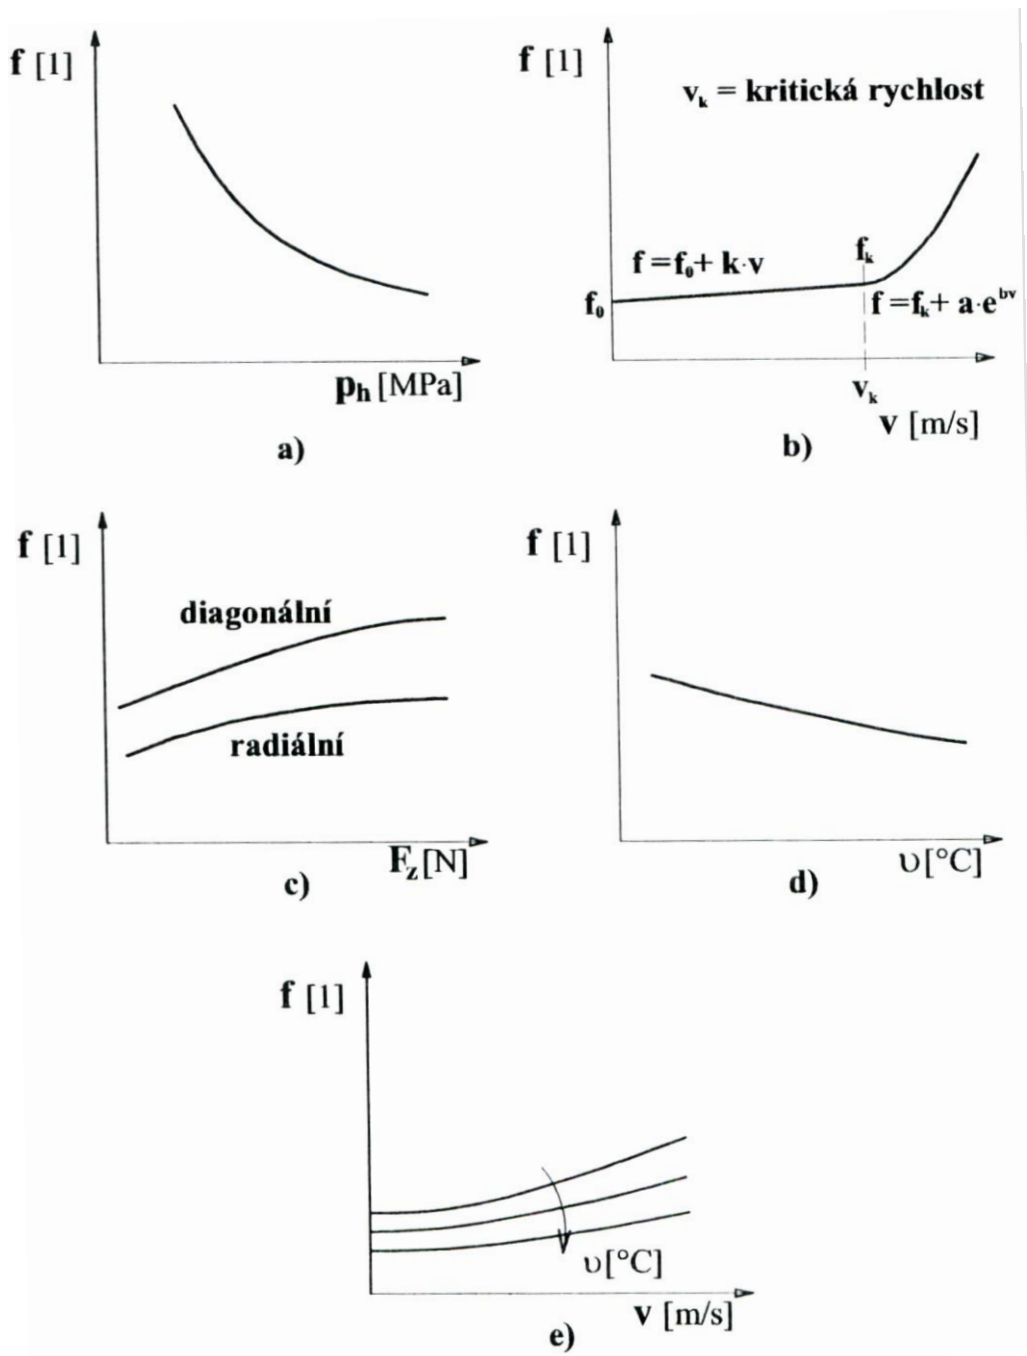 f [1]
p_h [MPa]
a)
f [1]
v_k = kritická rychlost
f = f_0 + k·v
f_k
f_0
f = f_k + a·e^{bv}
v_k
v [m/s]
b)
f [1]
diagonální
radiální
F_z [N]
c)
f [1]
υ [°C]
d)
f [1]
υ [°C]
v [m/s]
e)